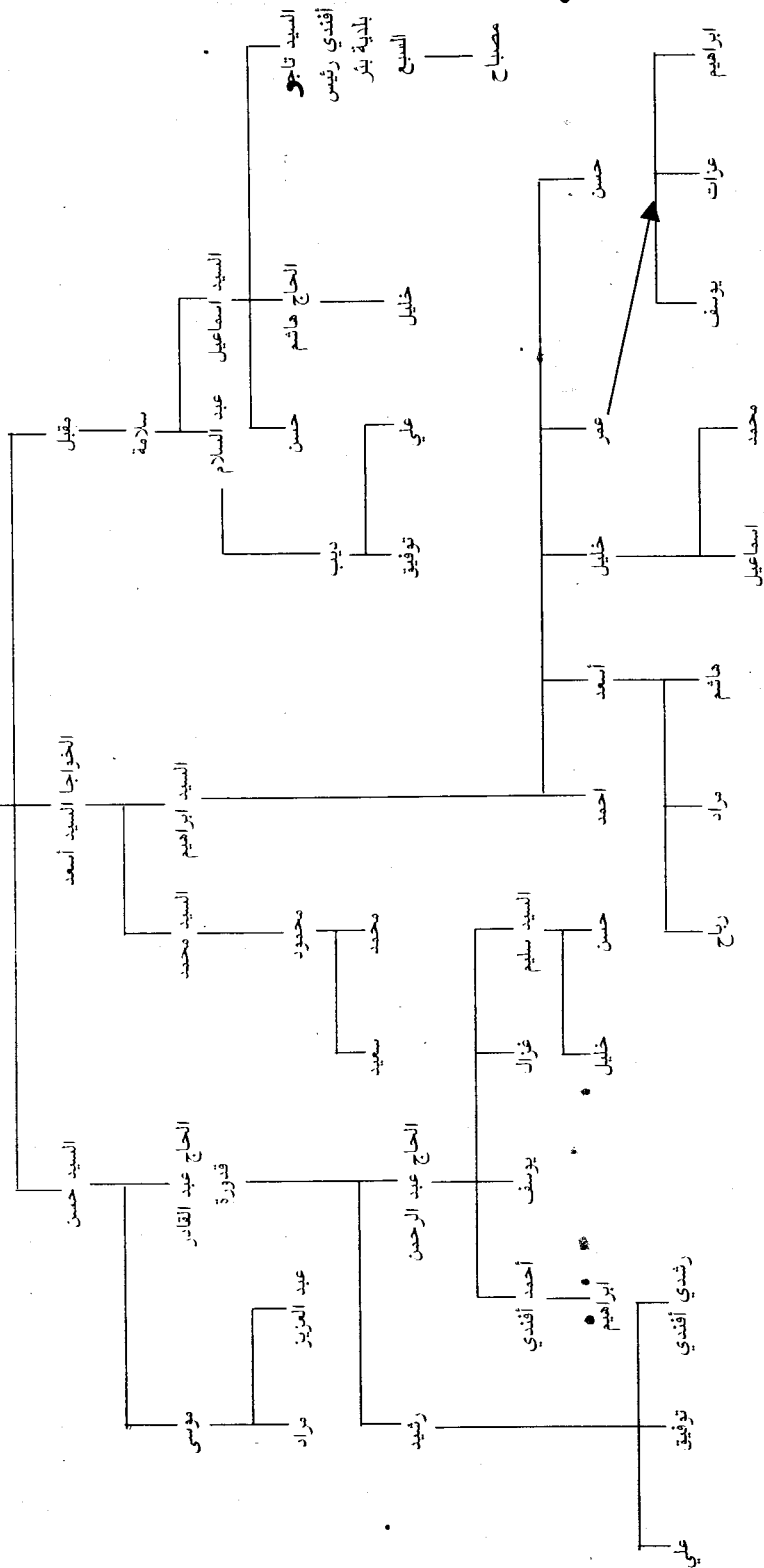 مقبل
الخواجا السيد أسعد
السيد حسن
سلامة
السيد اسماعيل
عبد السلام
السيد ابراهيم
السيد محمد
الحاج عبد القادر
قدورة
موسى
السيد ناجي
أفندي رئيس
بلدية بئر
السبع
مصباح
الحاج هاشم
خليل
حسن
ديب
علي
توفيق
محمود
محمد
سعيد
عبد العزيز
مراد
الحاج
عبد الرحمن
رشيد
السيد سليم
غزال
يوسف
أحمد أفندي
حسن
خليل
ابراهيم
حسن
عمر
خليل
أسعد
احمد
ابراهيم
عزات
يوسف
محمد
اسماعيل
هاشم
مراد
رباح
رشدي أفندي
توفيق
علي